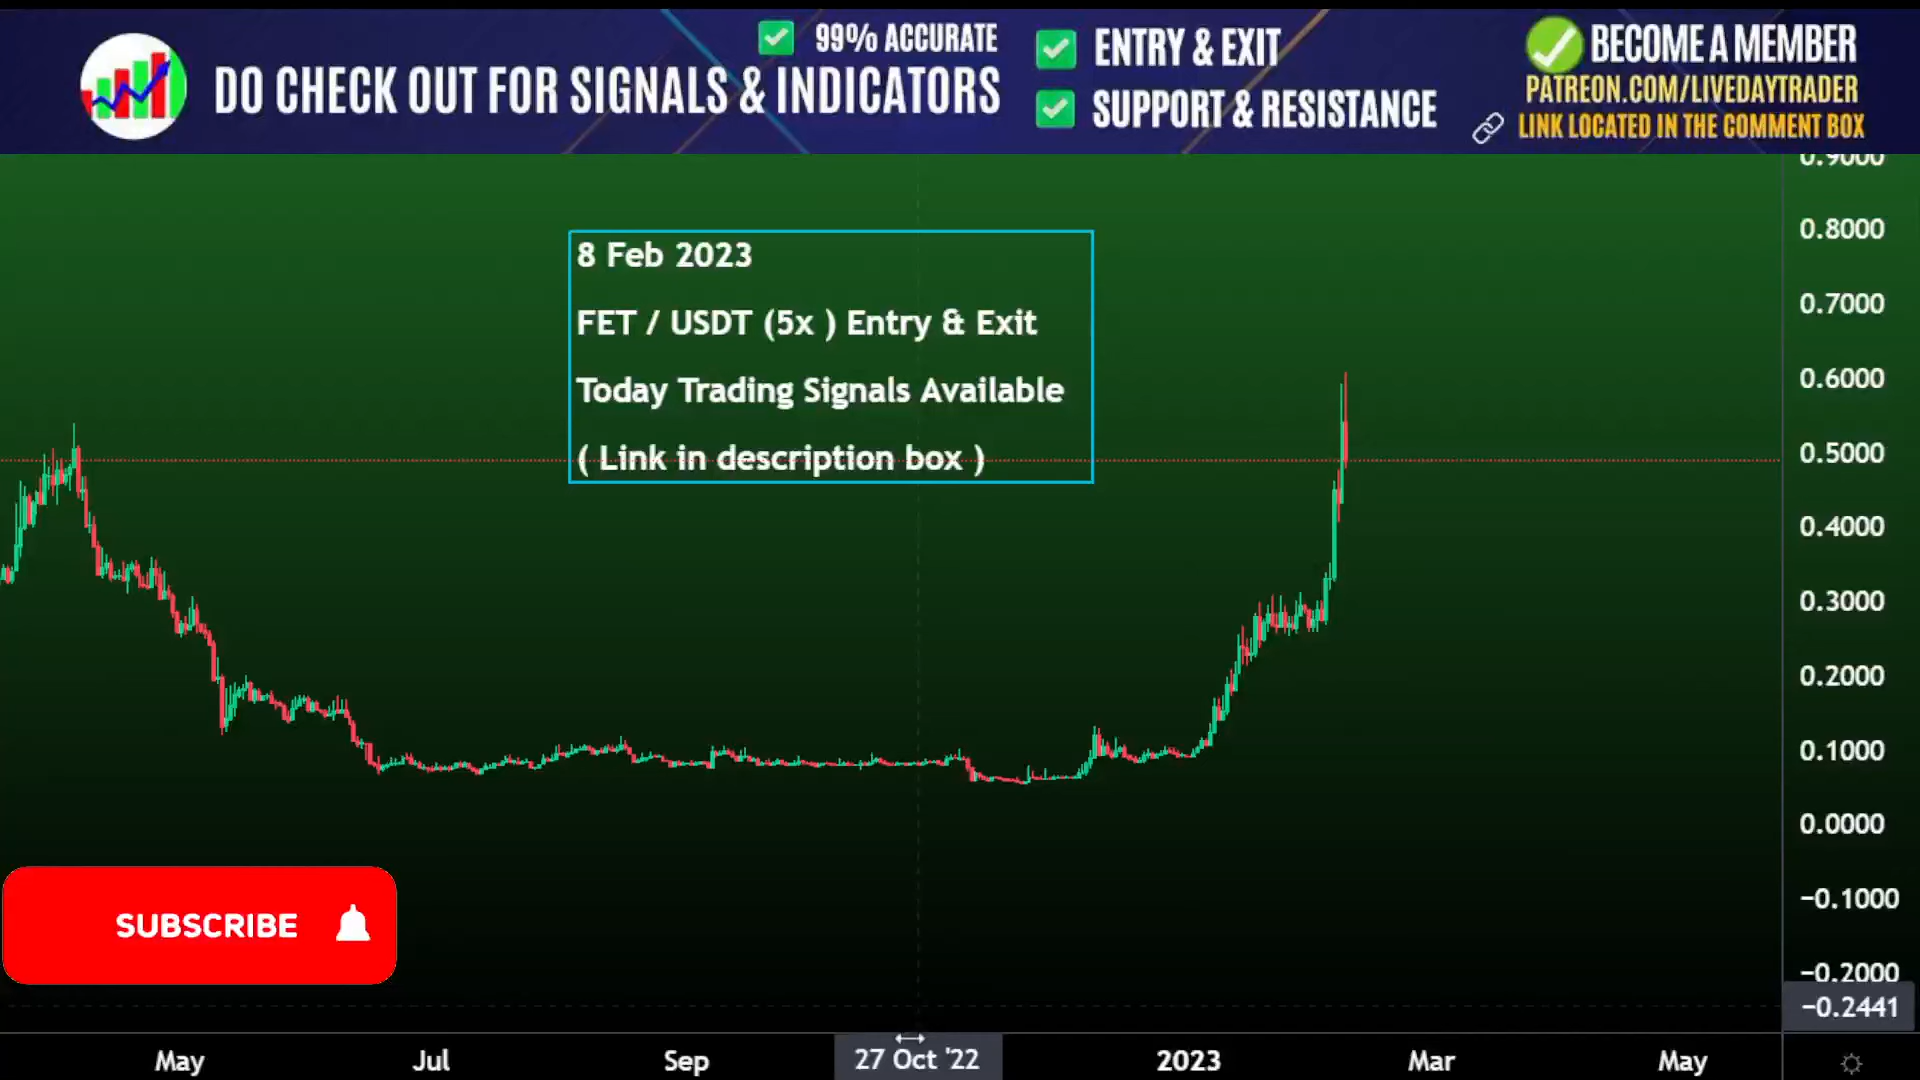 99% ACCURATE
DO CHECK OUT FOR SIGNALS & INDICATORS
ENTRY & EXIT
SUPPORT & RESISTANCE
BECOME A MEMBER
PATREON.COM/LIVEDAYTRADER
LINK LOCATED IN THE COMMENT BOX
8 Feb 2023
FET / USDT (5x ) Entry & Exit
Today Trading Signals Available
( Link in description box )
0.9000
0.8000
0.7000
0.6000
0.5000
0.4000
0.3000
0.2000
0.1000
0.0000
−0.1000
−0.2000
−0.2441
SUBSCRIBE
May
Jul
Sep
27 Oct '22
2023
Mar
May